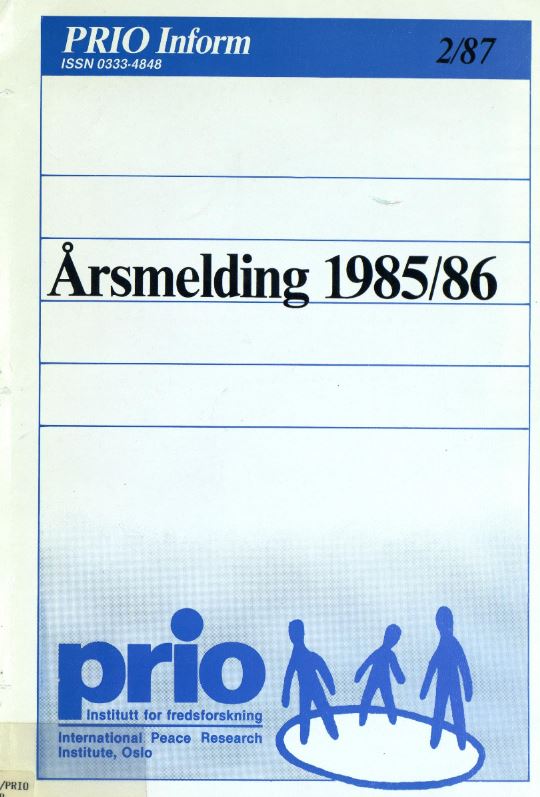 PRIO Inform
ISSN 0333-4848
2/87
Årsmelding 1985/86
prio
Institutt for fredsforskning
International Peace Research
Institute, Oslo
/PRIO